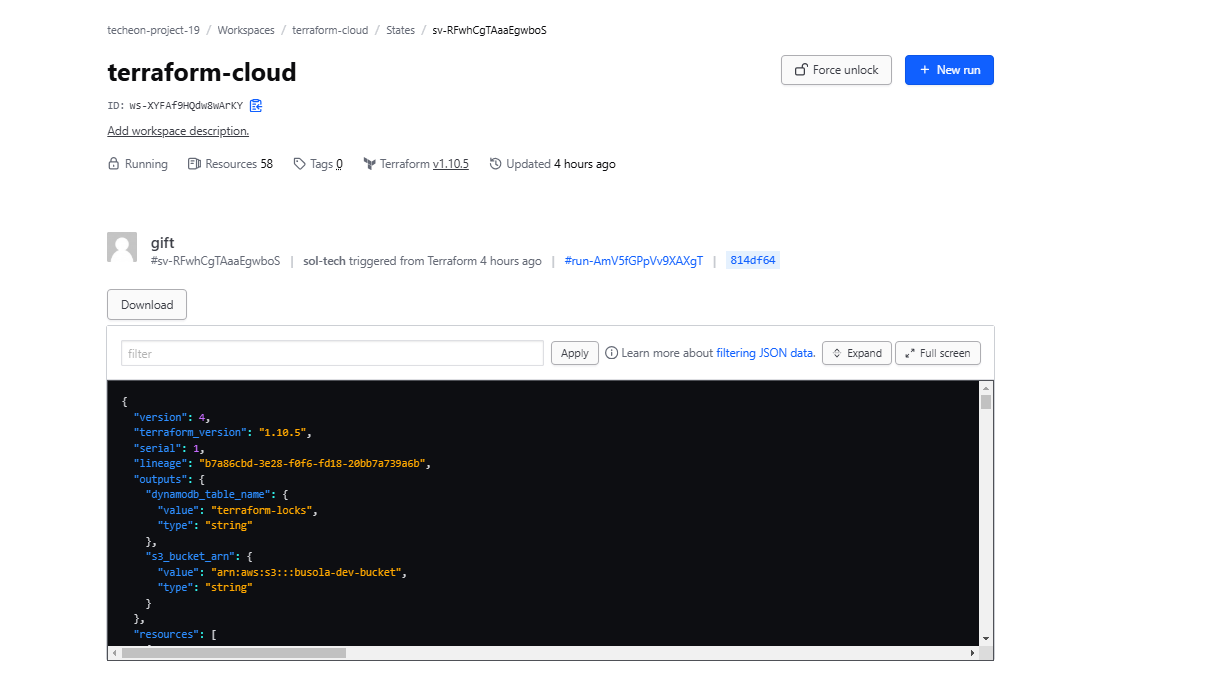 techeon-project-19 / Workspaces / terraform-cloud / States / sv-RFwhCgTAaaEgwboS
terraform-cloud
Force unlock
+ New run
ID: ws-XYFAf9HQdw8wArKY
Add workspace description.
Running Resources 58 Tags 0 Terraform v1.10.5 Updated 4 hours ago
gift
#sv-RFwhCgTAaaEgwboS | sol-tech triggered from Terraform 4 hours ago | #run-AmV5fGPpVv9XAXgT | 814df64
Download
filter Apply Learn more about filtering JSON data. Expand Full screen
{
"version": 4,
"terraform_version": "1.10.5",
"serial": 1,
"lineage": "b7a86cbd-3e28-f0f6-fd18-20bb7a739a6b",
"outputs": {
"dynamodb_table_name": {
"value": "terraform-locks",
"type": "string"
},
"s3_bucket_arn": {
"value": "arn:aws:s3:::busola-dev-bucket",
"type": "string"
}
},
"resources": [